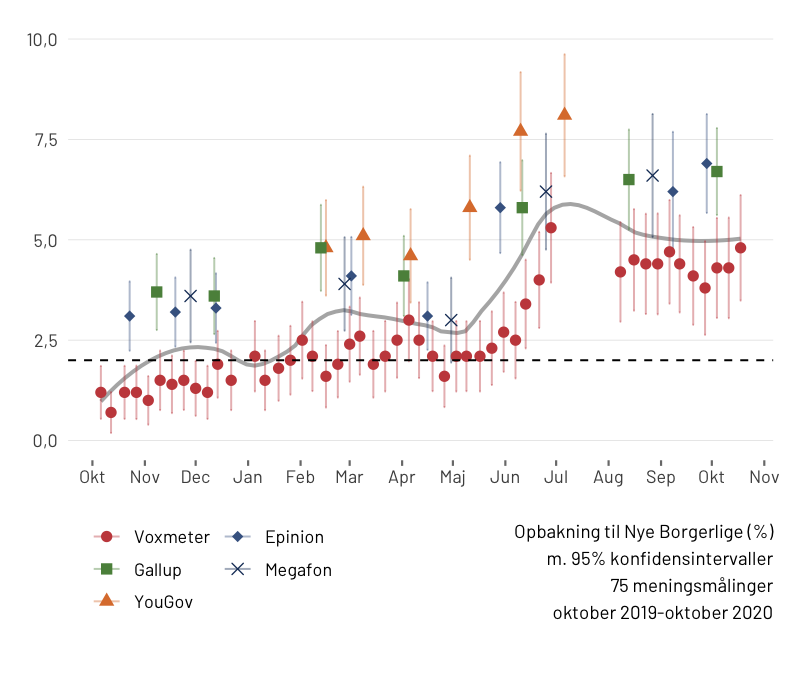 10,0
7,5
5,0
2,5
0,0
Okt Nov Dec Jan Feb Mar Apr Maj Jun Jul Aug Sep Okt Nov
Voxmeter Epinion
Gallup Megafon
YouGov
Opbakning til Nye Borgerlige (%)
m. 95% konfidensintervaller
75 meningsmålinger
oktober 2019-oktober 2020